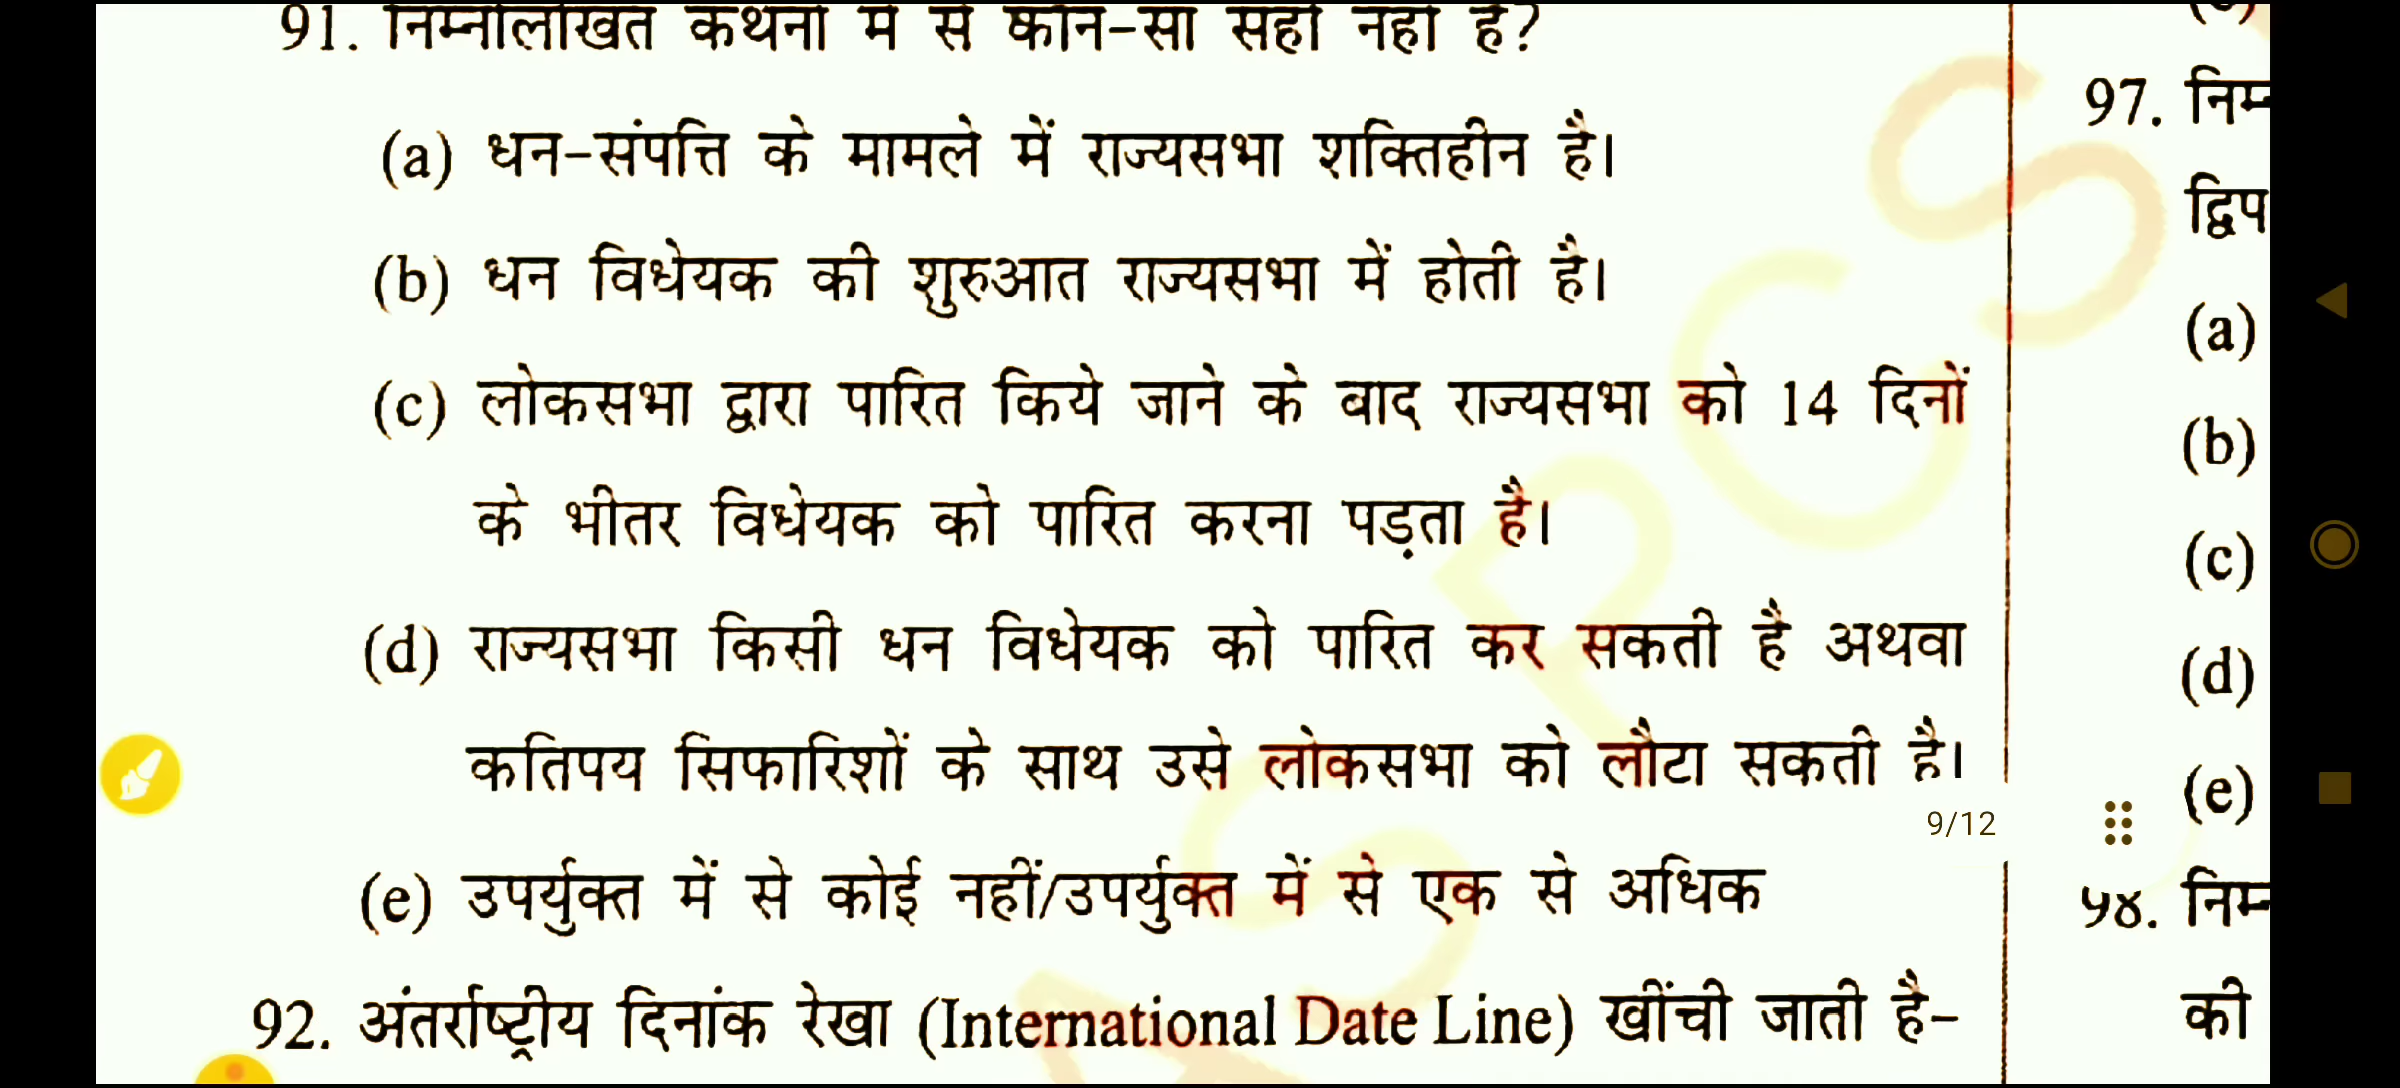 91. निम्नलिखित कथनों में से कौन-सा सही नहीं है?
(a) धन-संपत्ति के मामले में राज्यसभा शक्तिहीन है।
(b) धन विधेयक की शुरुआत राज्यसभा में होती है।
(c) लोकसभा द्वारा पारित किये जाने के बाद राज्यसभा को 14 दिनों
के भीतर विधेयक को पारित करना पड़ता है।
(d) राज्यसभा किसी धन विधेयक को पारित कर सकती है अथवा
कतिपय सिफारिशों के साथ उसे लोकसभा को लौटा सकती है।
(e) उपर्युक्त में से कोई नहीं/उपर्युक्त में से एक से अधिक
92. अंतर्राष्ट्रीय दिनांक रेखा (International Date Line) खींची जाती है-
9/12
97. निम्
द्विप
(a)
(b)
(c)
(d)
(e)
98. निम्
की
PCS